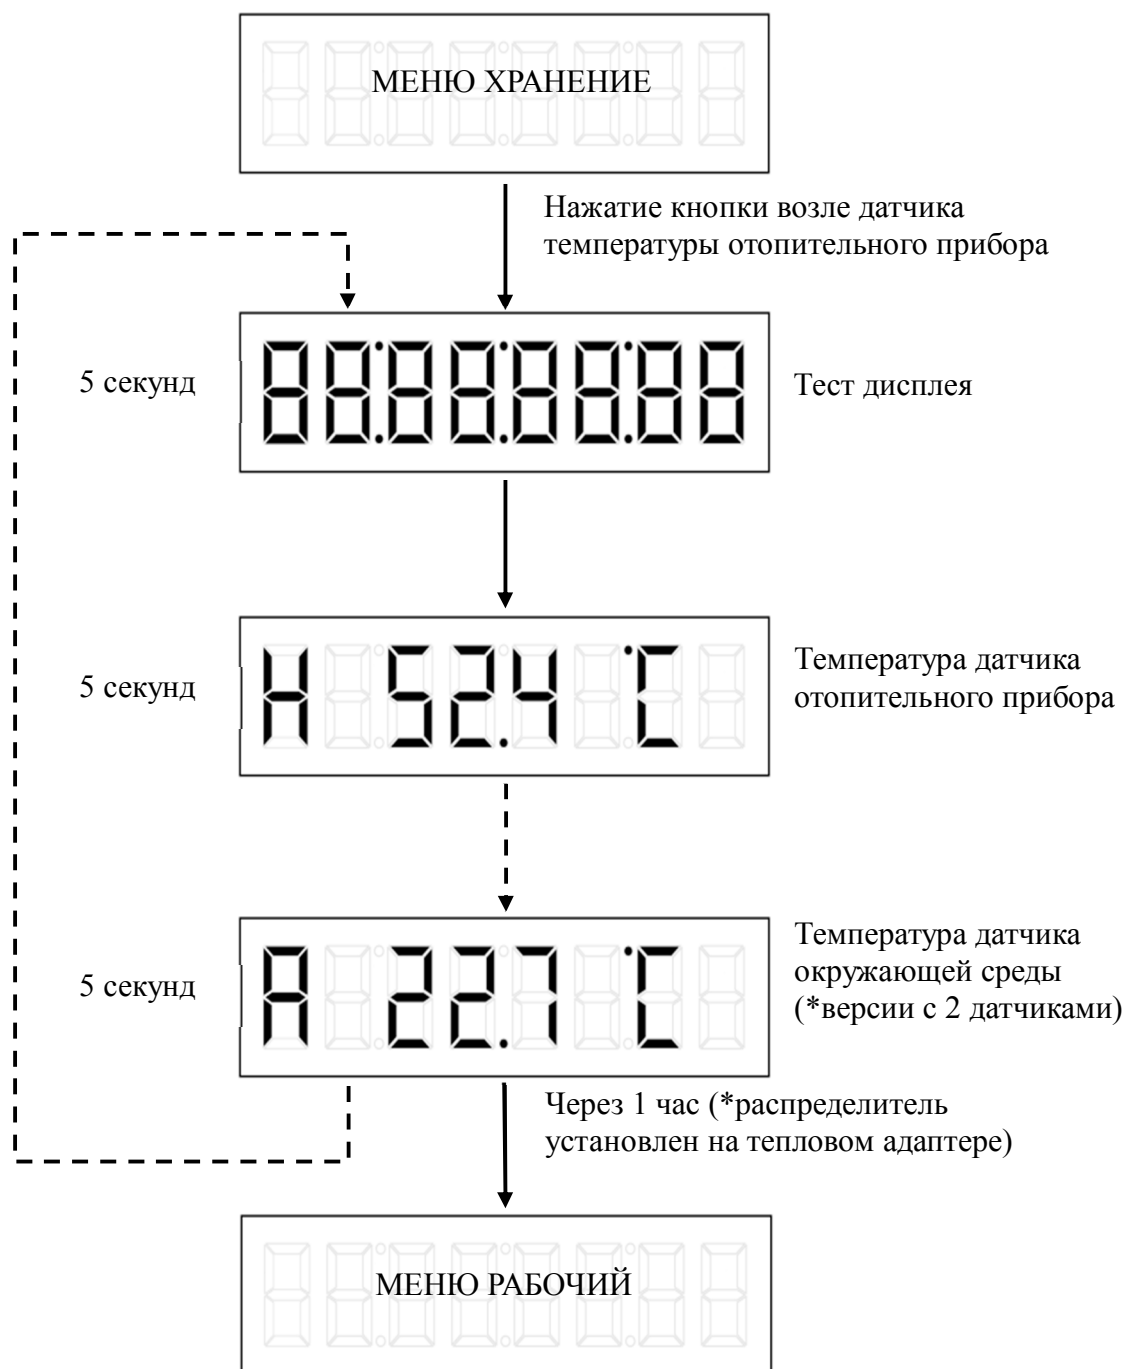 МЕНЮ ХРАНЕНИЕ
Нажатие кнопки возле датчика
температуры отопительного прибора
5 секунд
88:88:88:88
Тест дисплея
5 секунд
H 52.4 °C
Температура датчика
отопительного прибора
5 секунд
A 22.7 °C
Температура датчика
окружающей среды
(*версии с 2 датчиками)
Через 1 час (*распределитель
установлен на тепловом адаптере)
МЕНЮ РАБОЧИЙ